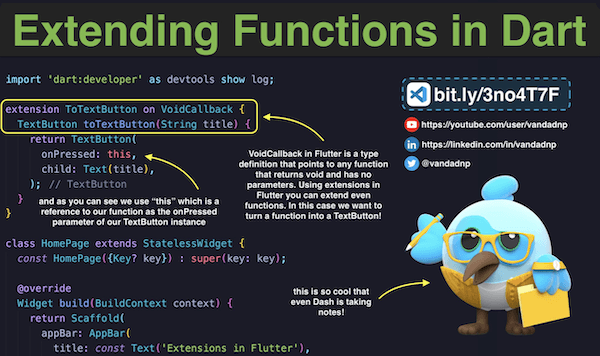 Extending Functions in Dart
import 'dart:developer' as devtools show log;
extension ToTextButton on VoidCallback {
TextButton toTextButton(String title) {
return TextButton(
onPressed: this,
child: Text(title),
); // TextButton
}
}
and as you can see we use “this” which is a
reference to our function as the onPressed
parameter of our TextButton instance
VoidCallback in Flutter is a type
definition that points to any function
that returns void and has no
parameters. Using extensions in
Flutter you can extend even
functions. In this case we want to
turn a function into a TextButton!
bit.ly/3no4T7F
https://youtube.com/user/vandadnp
https://linkedin.com/in/vandadnp
@vandadnp
class HomePage extends StatelessWidget {
const HomePage({Key? key}) : super(key: key);
@override
Widget build(BuildContext context) {
return Scaffold(
appBar: AppBar(
title: const Text('Extensions in Flutter'),
this is so cool that
even Dash is taking
notes!